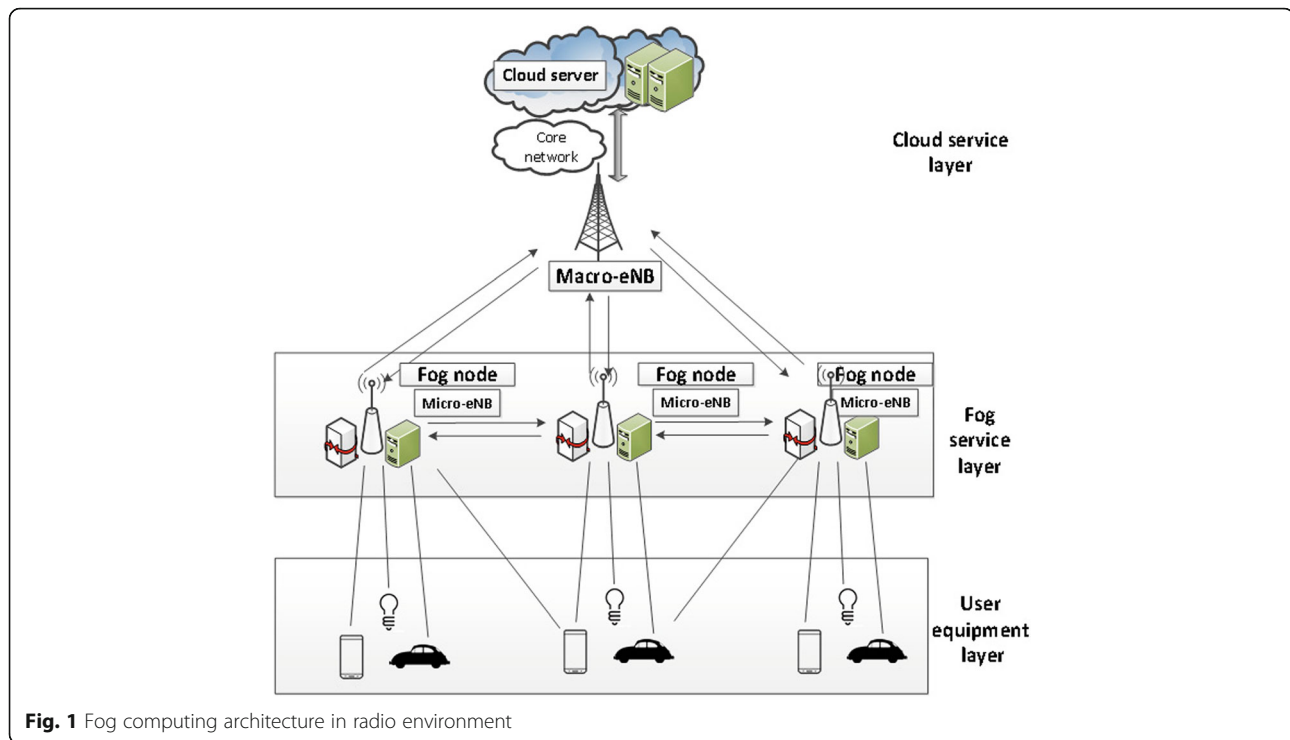 Cloud server
Core
network
Cloud service
layer
Macro-eNB
Fog node
Fog node
Fog node
Micro-eNB
Micro-eNB
Micro-eNB
Fog
service
layer
User
equipment
layer
Fig. 1 Fog computing architecture in radio environment